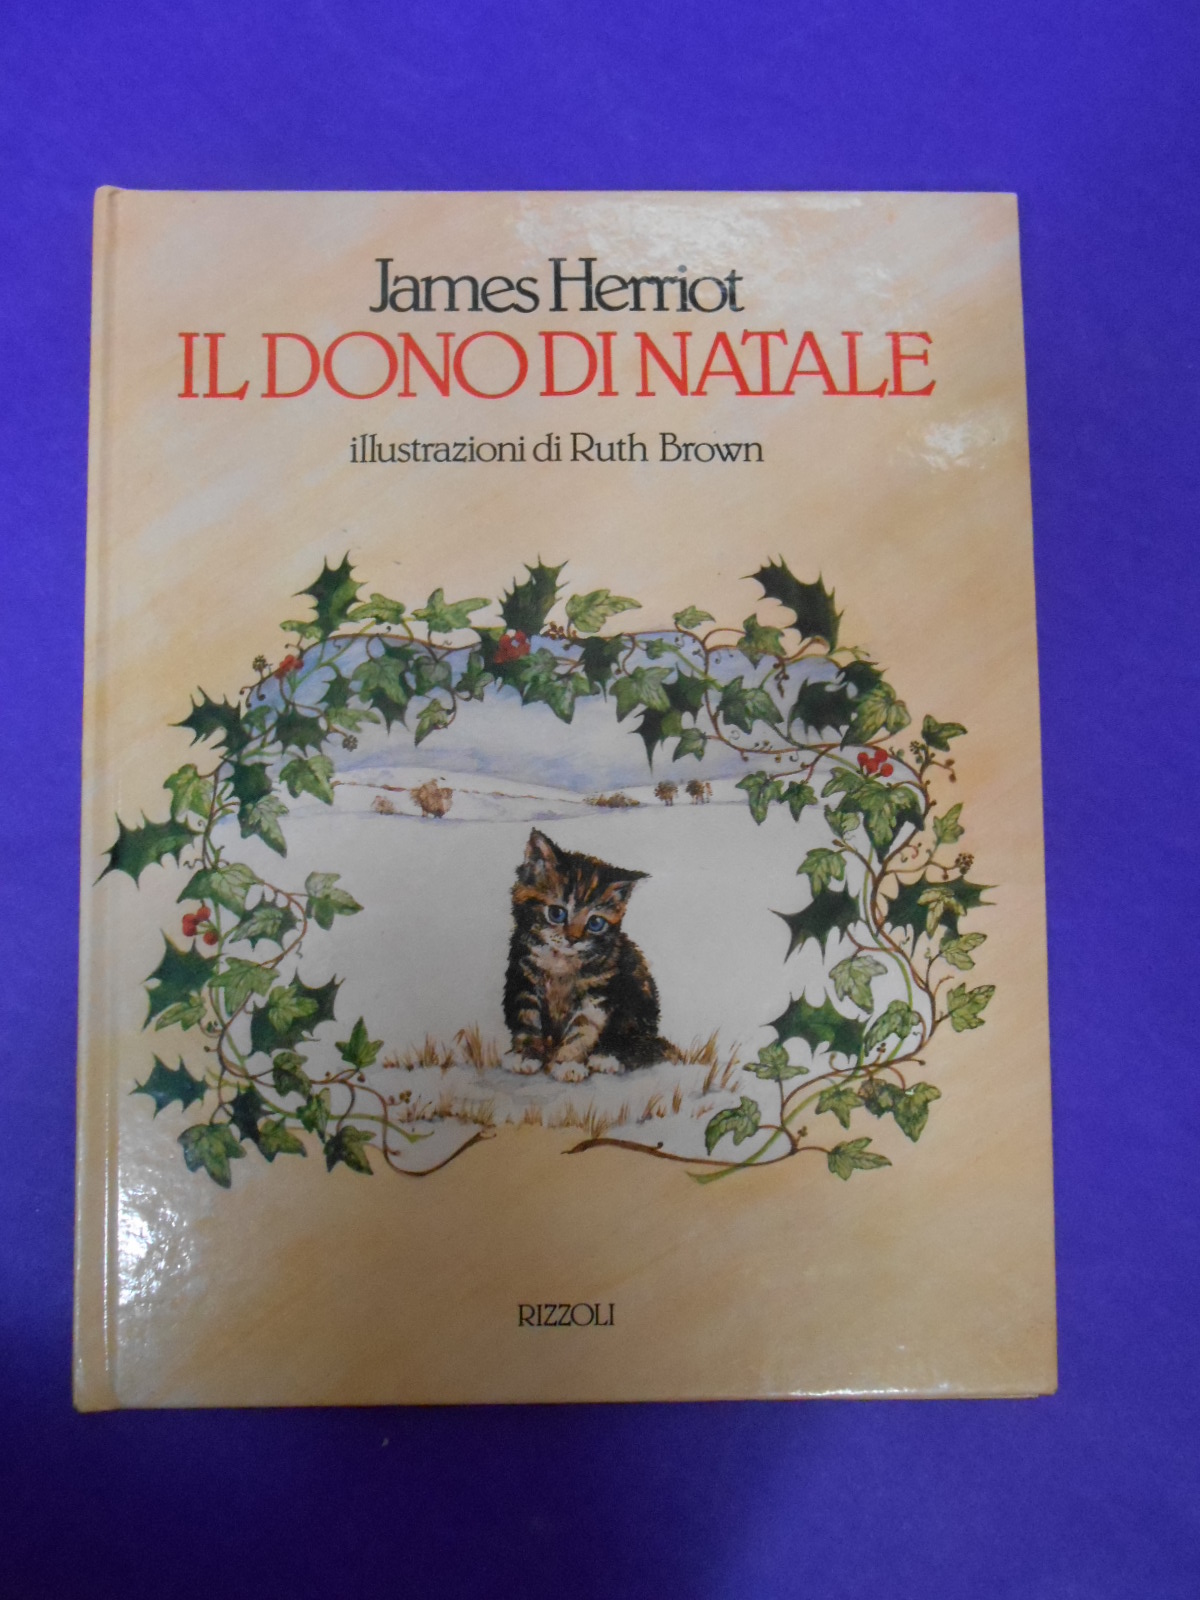 James Herriot
IL DONO DI NATALE
illustrazioni di Ruth Brown
RIZZOLI